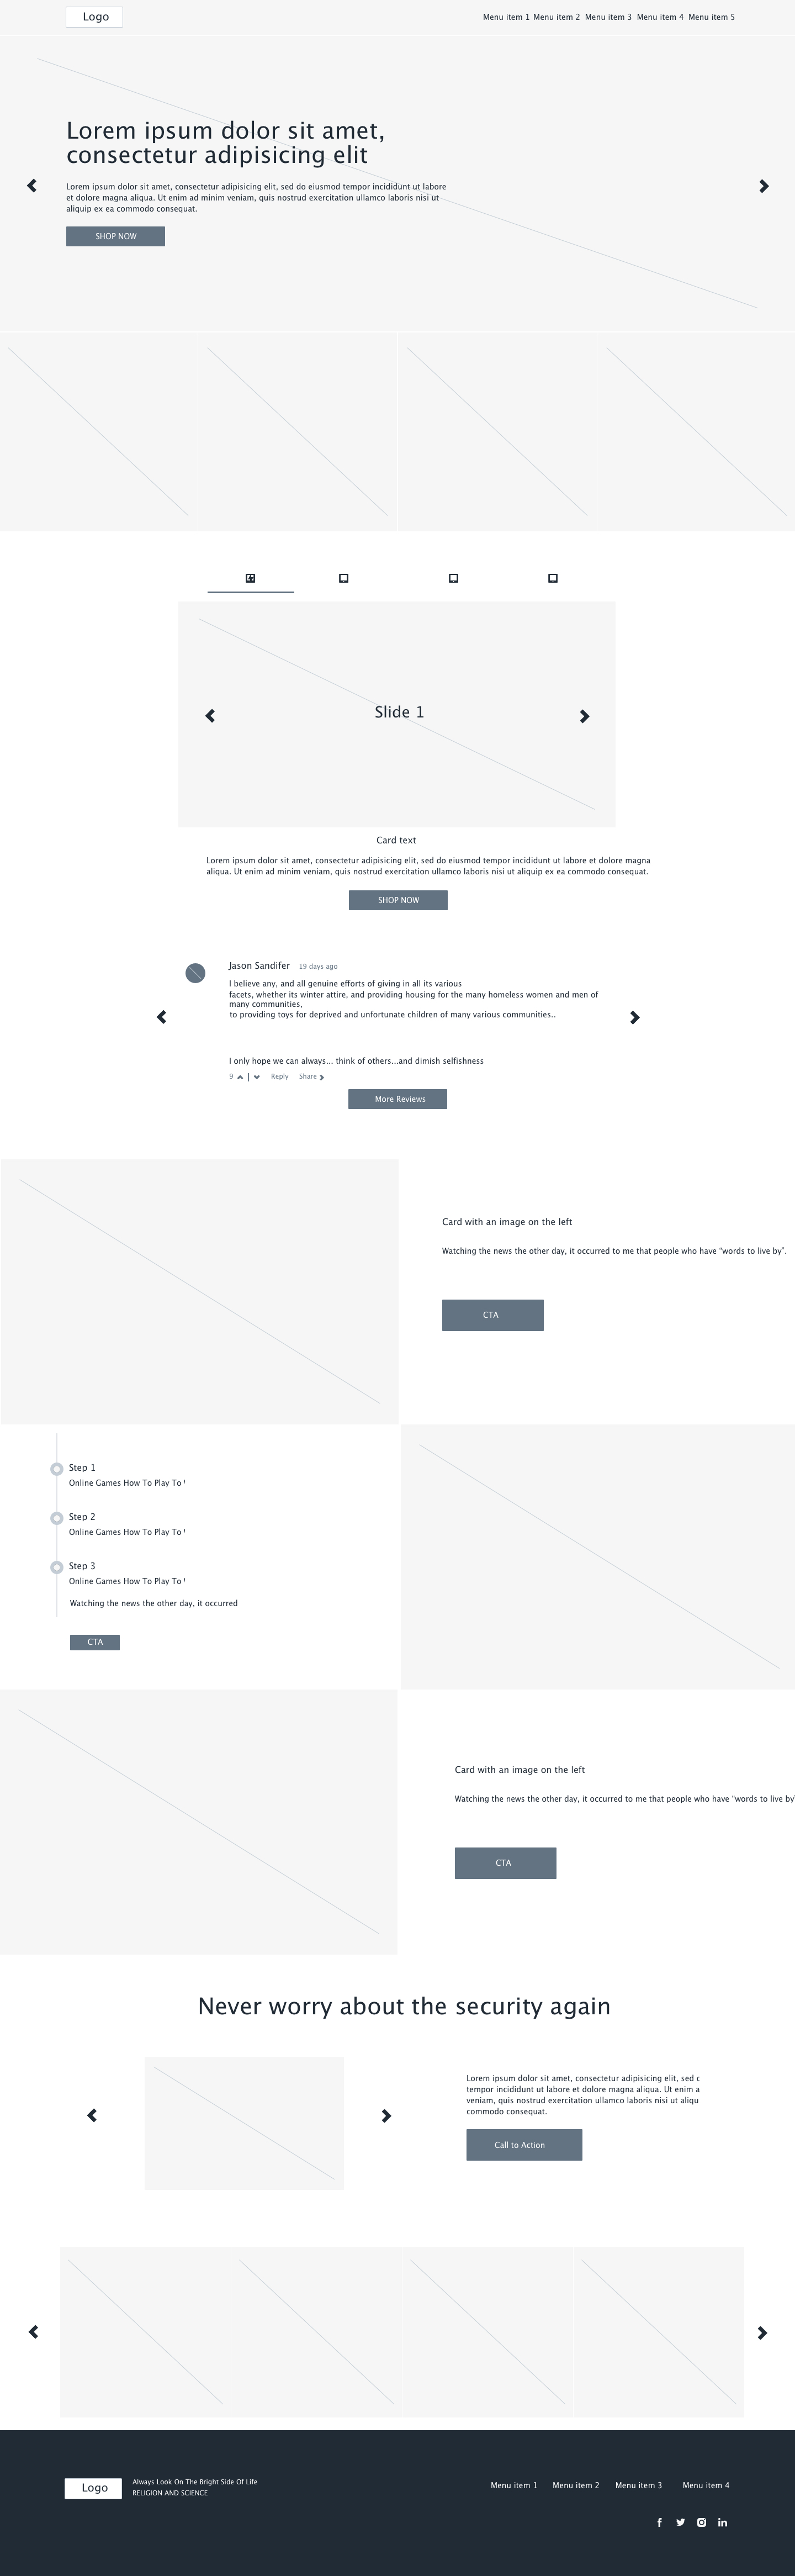 Logo
Menu item 1 Menu item 2 Menu item 3 Menu item 4 Menu item 5
Lorem ipsum dolor sit amet,
consectetur adipisicing elit
Lorem ipsum dolor sit amet, consectetur adipisicing elit, sed do eiusmod tempor incididunt ut labore
et dolore magna aliqua. Ut enim ad minim veniam, quis nostrud exercitation ullamco laboris nisi ut
aliquip ex ea commodo consequat.
SHOP NOW
Slide 1
Card text
Lorem ipsum dolor sit amet, consectetur adipisicing elit, sed do eiusmod tempor incididunt ut labore et dolore magna
aliqua. Ut enim ad minim veniam, quis nostrud exercitation ullamco laboris nisi ut aliquip ex ea commodo consequat.
SHOP NOW
Jason Sandifer 19 days ago
I believe any, and all genuine efforts of giving in all its various
facets, whether its winter attire, and providing housing for the many homeless women and men of
many communities,
to providing toys for deprived and unfortunate children of many various communities..
I only hope we can always... think of others...and dimish selfishness
9 | Reply Share
More Reviews
Card with an image on the left
Watching the news the other day, it occurred to me that people who have “words to live by”.
CTA
Step 1
Online Games How To Play To
Step 2
Online Games How To Play To
Step 3
Online Games How To Play To
Watching the news the other day, it occurred
CTA
Card with an image on the left
Watching the news the other day, it occurred to me that people who have “words to live by
CTA
Never worry about the security again
Lorem ipsum dolor sit amet, consectetur adipisicing elit, sed
tempor incididunt ut labore et dolore magna aliqua. Ut enim a
veniam, quis nostrud exercitation ullamco laboris nisi ut aliqu
commodo consequat.
Call to Action
Logo
Always Look On The Bright Side Of Life
RELIGION AND SCIENCE
Menu item 1 Menu item 2 Menu item 3 Menu item 4